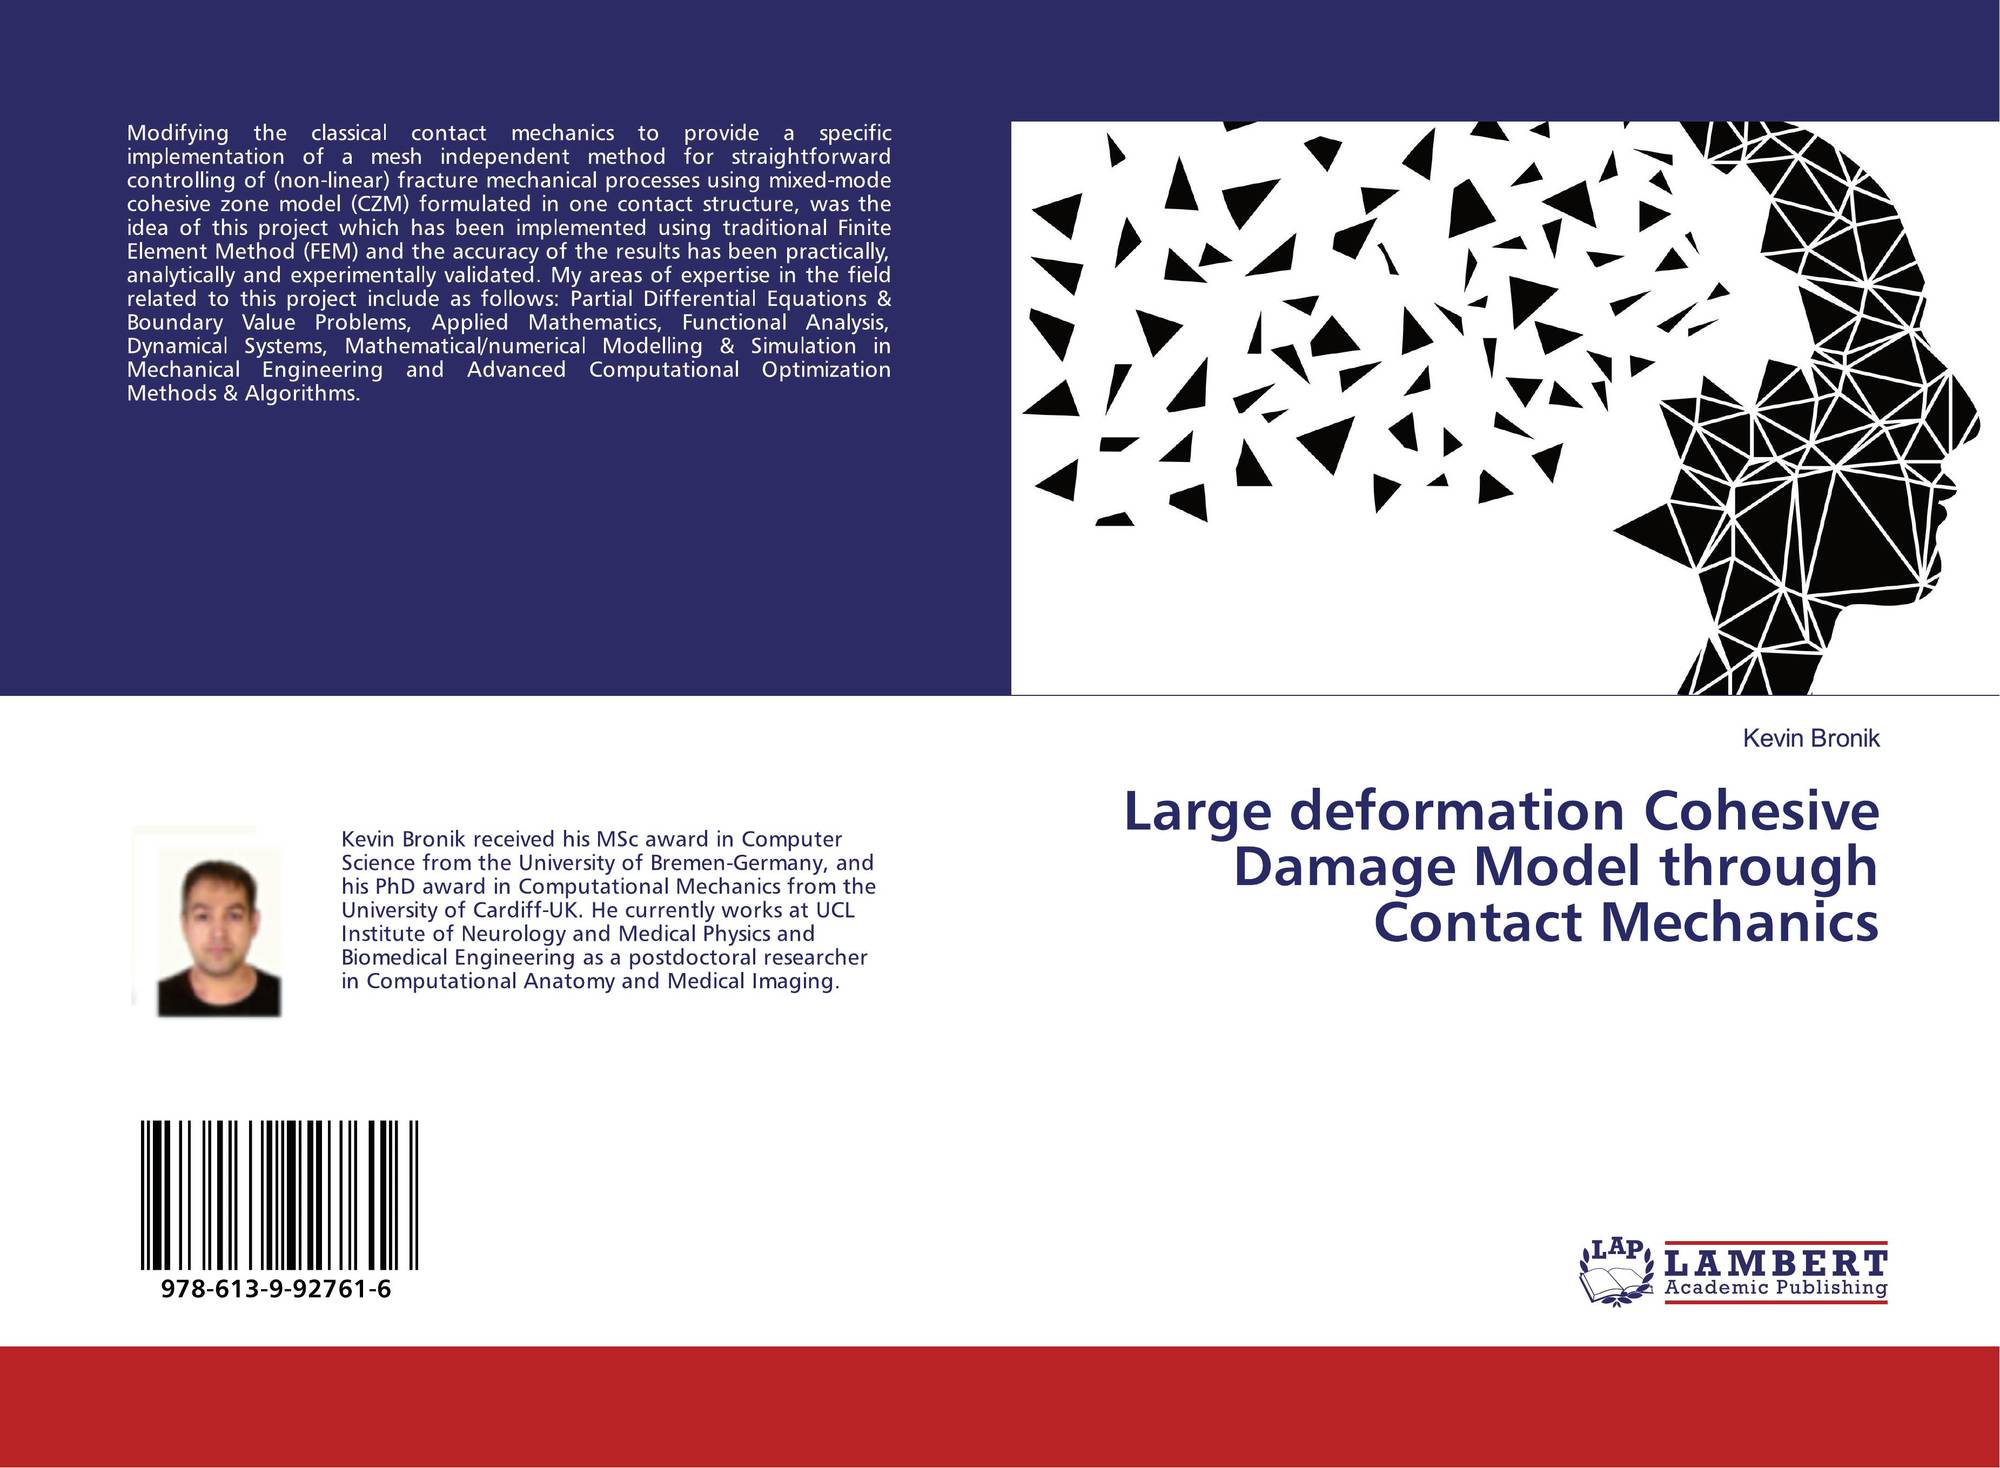 Modifying the classical contact mechanics to provide a specific
implementation of a mesh independent method for straightforward
controlling of (non-linear) fracture mechanical processes using mixed-mode
cohesive zone model (CZM) formulated in one contact structure, was the
idea of this project which has been implemented using traditional Finite
Element Method (FEM) and the accuracy of the results has been practically,
analytically and experimentally validated. My areas of expertise in the field
related to this project include as follows: Partial Differential Equations &
Boundary Value Problems, Applied Mathematics, Functional Analysis,
Dynamical Systems, Mathematical/numerical Modelling & Simulation in
Mechanical Engineering and Advanced Computational Optimization
Methods & Algorithms.
Kevin Bronik received his MSc award in Computer
Science from the University of Bremen-Germany, and
his PhD award in Computational Mechanics from the
University of Cardiff-UK. He currently works at UCL
Institute of Neurology and Medical Physics and
Biomedical Engineering as a postdoctoral researcher
in Computational Anatomy and Medical Imaging.
978-613-9-92761-6
Kevin Bronik
Large deformation Cohesive
Damage Model through
Contact Mechanics
LAP
LAMBERT
Academic Publishing